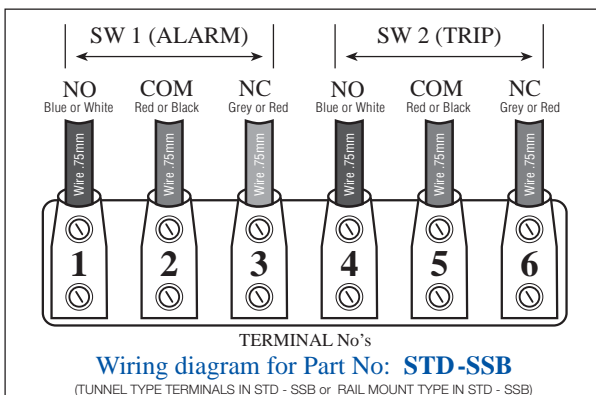 SW 1 (ALARM) SW 2 (TRIP)
NO COM NC NO COM NC
Blue or White Red or Black Grey or Red Blue or White Red or Black Grey or Red
Wire .75mm Wire .75mm Wire .75mm Wire .75mm Wire .75mm Wire .75mm
1 2 3 4 5 6
TERMINAL No's
Wiring diagram for Part No: STD-SSB
(TUNNEL TYPE TERMINALS IN STD - SSB or RAIL MOUNT TYPE IN STD - SSB)